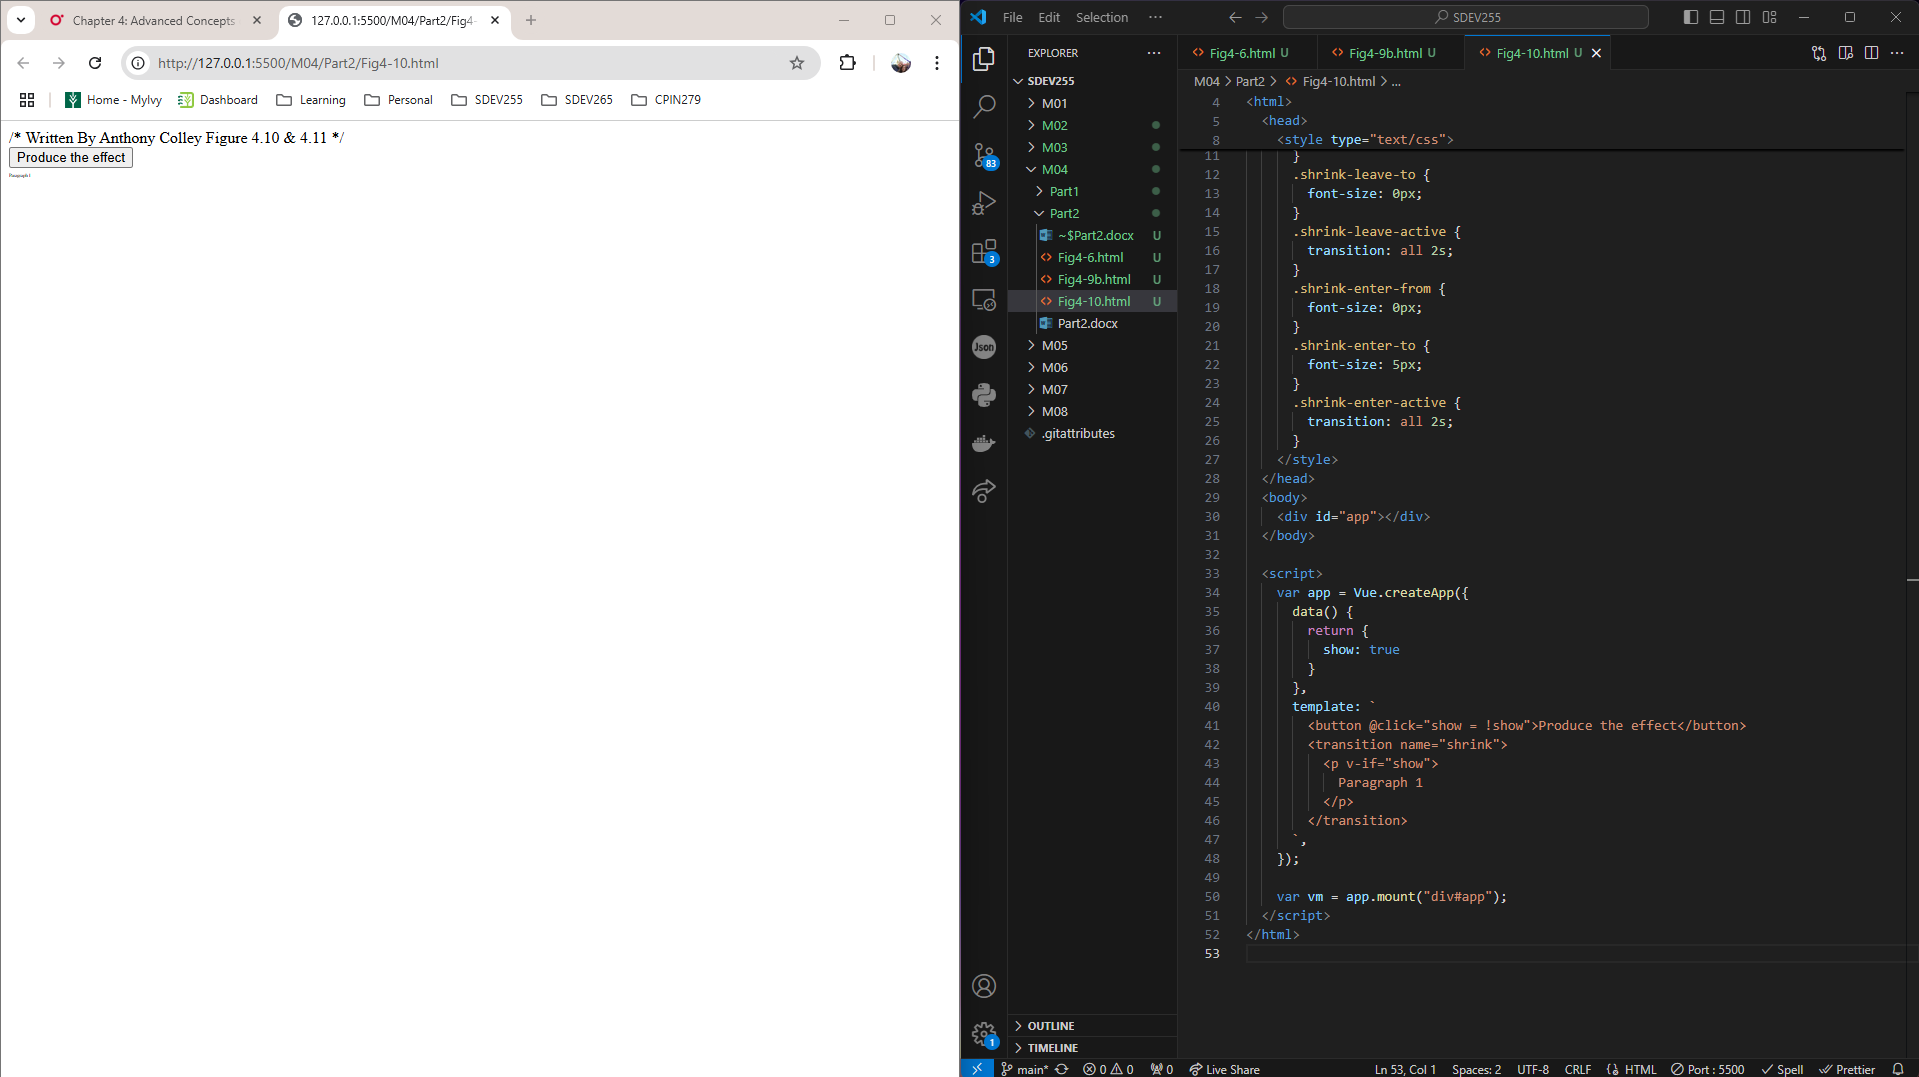 Chapter 4: Advanced Concepts
127.0.0.1:5500/M04/Part2/Fig4-
http://127.0.0.1:5500/M04/Part2/Fig4-10.html
Home - MyIvy
Dashboard
Learning
Personal
SDEV255
SDEV265
CPIN279
/* Written By Anthony Colley Figure 4.10 & 4.11 */
Produce the effect
Paragraph 1
File Edit Selection ···
SDEV255
EXPLORER
SDEV255
M01
M02
M03
M04
Part1
Part2
~$Part2.docx U
Fig4-6.html U
Fig4-9b.html U
Fig4-10.html U
Part2.docx
M05
M06
M07
M08
.gitattributes
OUTLINE
TIMELINE
83
3
Json
1
Fig4-6.html U
Fig4-9b.html U
Fig4-10.html U
M04 > Part2 > Fig4-10.html > ...
4 <html>
5 <head>
8 <style type="text/css">
11 }
12 .shrink-leave-to {
13 font-size: 0px;
14 }
15 .shrink-leave-active {
16 transition: all 2s;
17 }
18 .shrink-enter-from {
19 font-size: 0px;
20 }
21 .shrink-enter-to {
22 font-size: 5px;
23 }
24 .shrink-enter-active {
25 transition: all 2s;
26 }
27 </style>
28 </head>
29 <body>
30 <div id="app"></div>
31 </body>
32
33 <script>
34 var app = Vue.createApp({
35 data() {
36 return {
37 show: true
38 }
39 },
40 template: `
41 <button @click="show = !show">Produce the effect</button>
42 <transition name="shrink">
43 <p v-if="show">
44 Paragraph 1
45 </p>
46 </transition>
47 `,
48 });
49
50 var vm = app.mount("div#app");
51 </script>
52 </html>
53
main* 0 0 0 Live Share Ln 53, Col 1 Spaces: 2 UTF-8 CRLF HTML Port : 5500 Spell Prettier